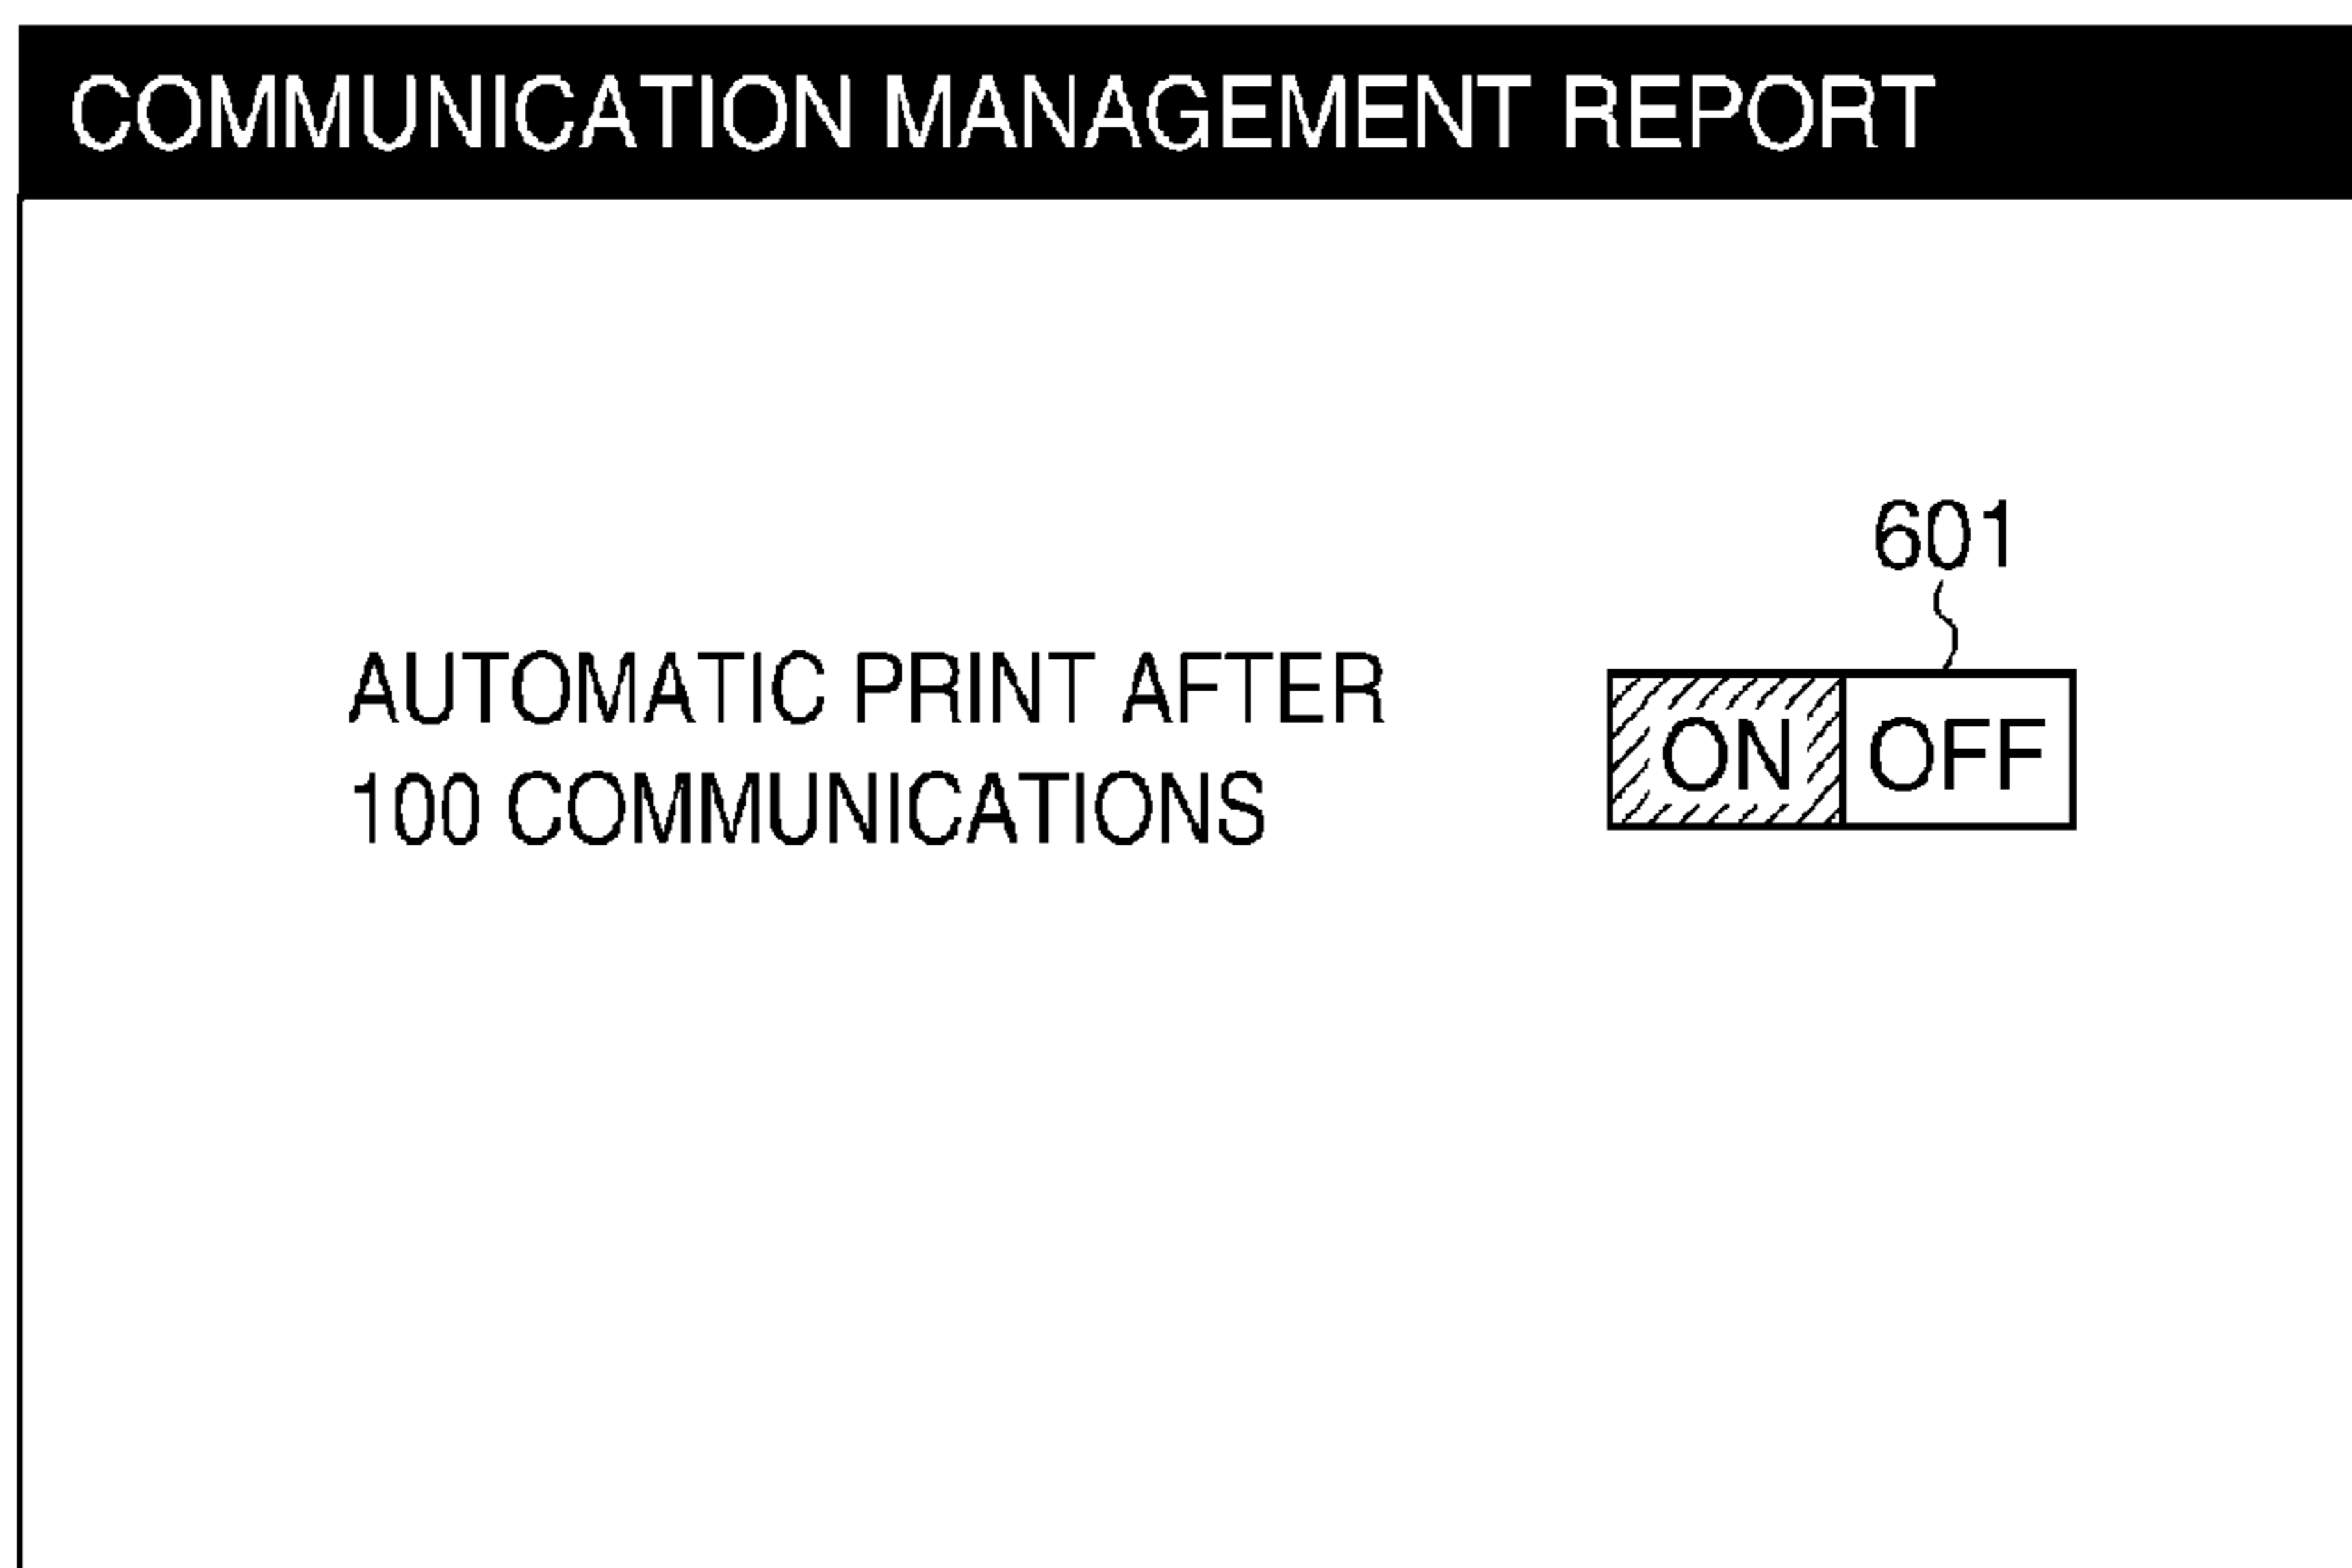 COMMUNICATION MANAGEMENT REPORT
601
AUTOMATIC PRINT AFTER
100 COMMUNICATIONS
ON OFF